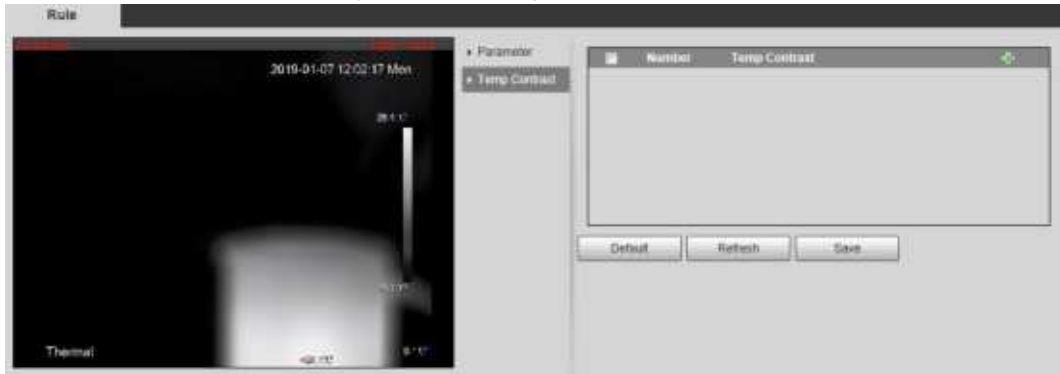 Rule
2019-01-07 12:02:17 Mon
Thermal
Parameter
Temp Contrast
Number Temp Contrast
Default Refresh Save